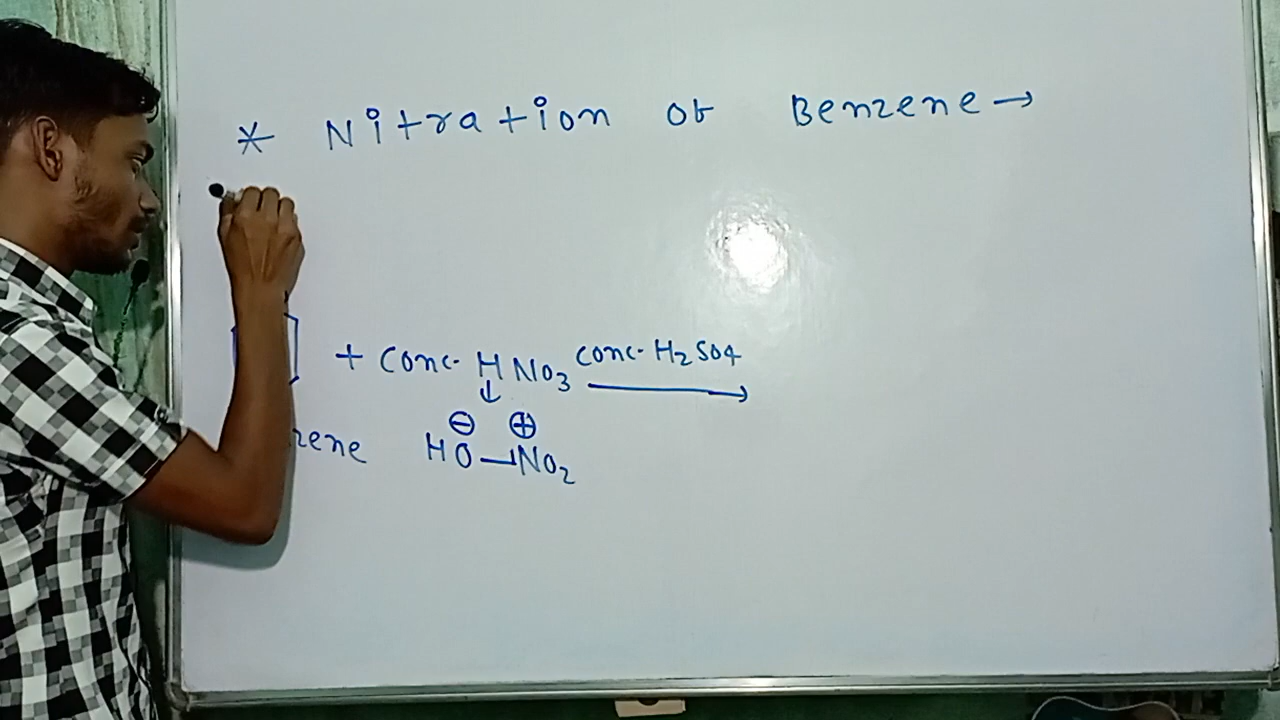 * Nitration of Benzene →
+ Conc. HNO3 conc. H2SO4 →
↓
⊖ ⊕
HO—NO2